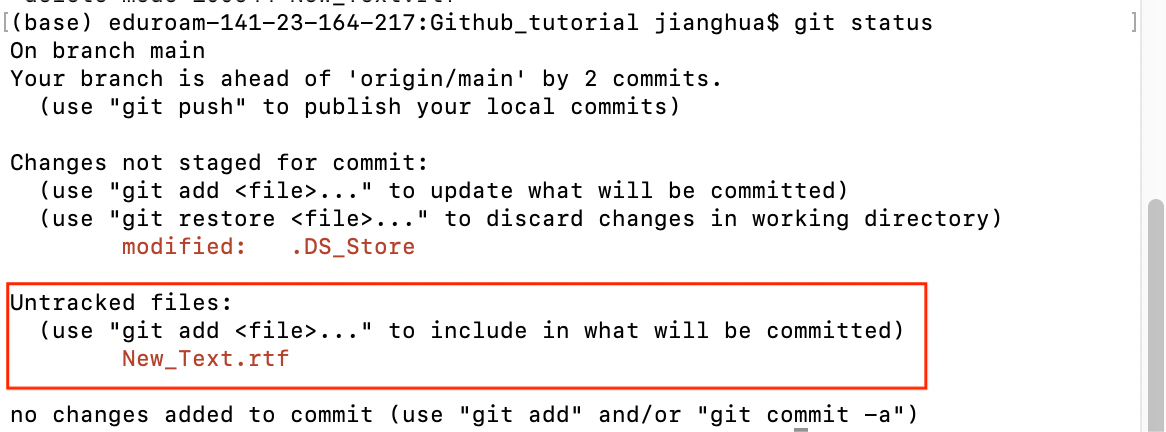 [(base) eduroam-141-23-164-217:Github_tutorial jianghua$ git status ]
On branch main
Your branch is ahead of 'origin/main' by 2 commits.
  (use "git push" to publish your local commits)

Changes not staged for commit:
  (use "git add <file>..." to update what will be committed)
  (use "git restore <file>..." to discard changes in working directory)
        modified:   .DS_Store

Untracked files:
  (use "git add <file>..." to include in what will be committed)
        New_Text.rtf

no changes added to commit (use "git add" and/or "git commit -a")